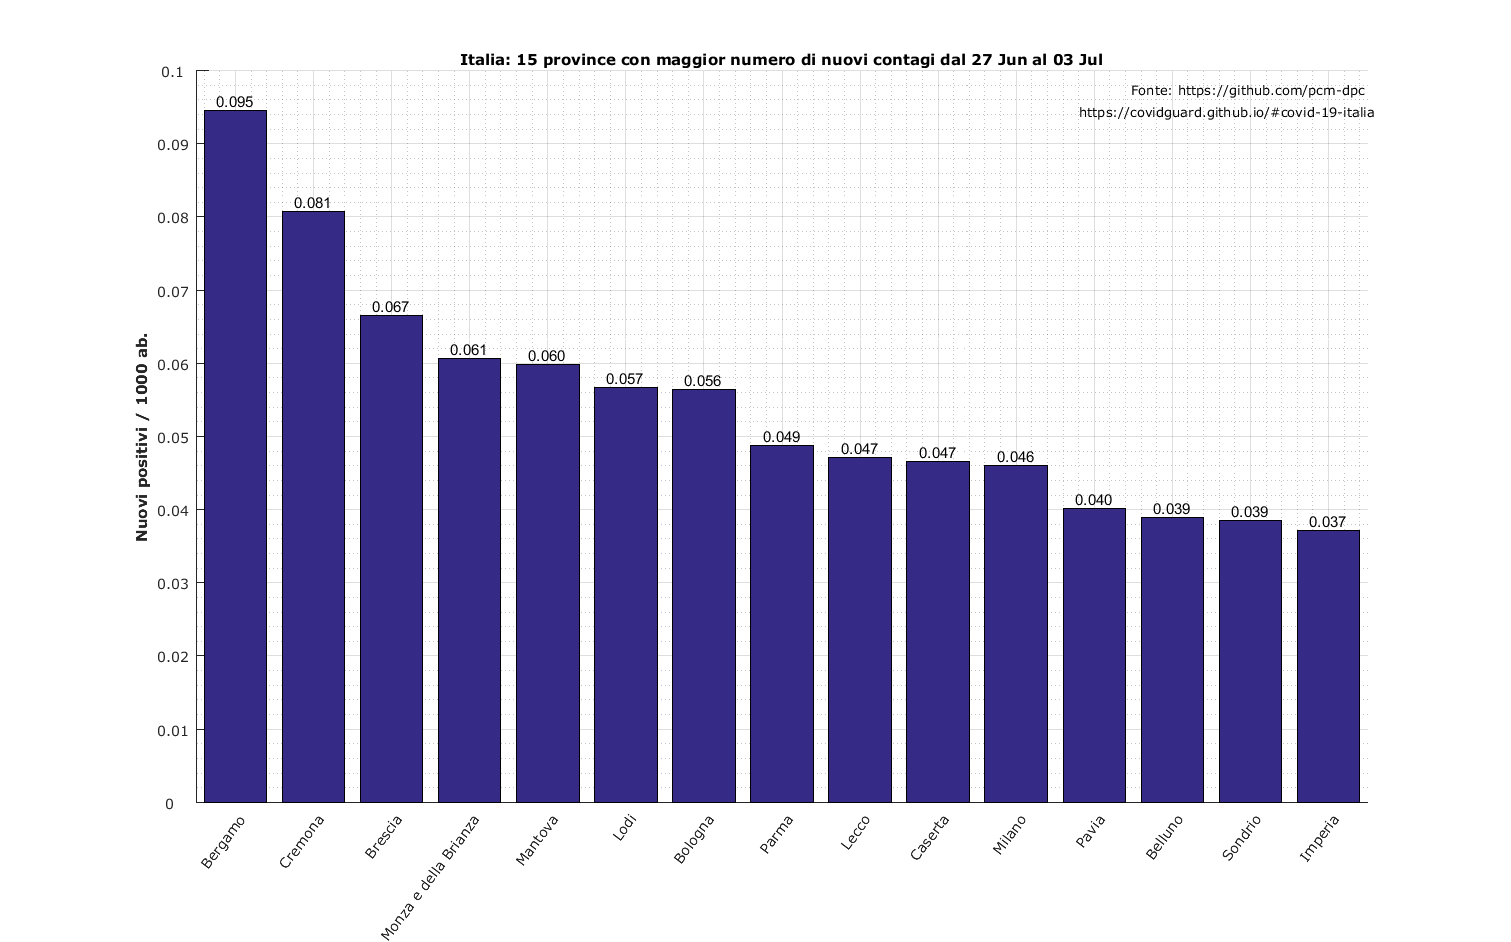 Italia: 15 province con maggior numero di nuovi contagi dal 27 Jun al 03 Jul
Fonte: https://github.com/pcm-dpc
https://covidguard.github.io/#covid-19-italia
Nuovi positivi / 1000 ab.
0.1
0.09
0.08
0.07
0.06
0.05
0.04
0.03
0.02
0.01
0
0.095
0.081
0.067
0.061
0.060
0.057
0.056
0.049
0.047
0.047
0.046
0.040
0.039
0.039
0.037
Bergamo
Cremona
Brescia
Monza e della Brianza
Mantova
Lodi
Bologna
Parma
Lecco
Caserta
Milano
Pavia
Belluno
Sondrio
Imperia